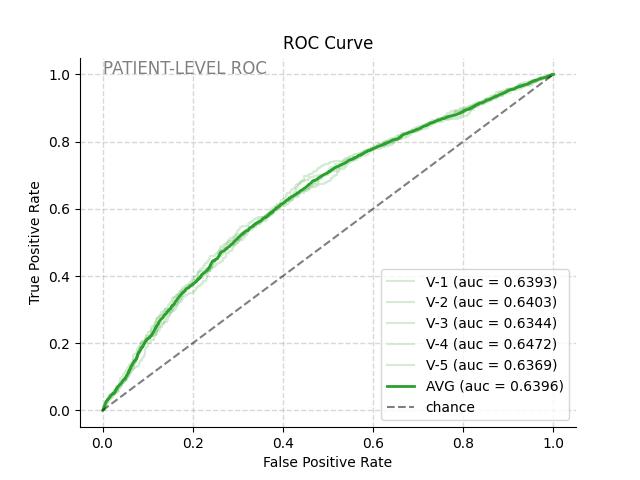 ROC Curve
PATIENT-LEVEL ROC
True Positive Rate
1.0
0.8
0.6
0.4
0.2
0.0
V-1 (auc = 0.6393)
V-2 (auc = 0.6403)
V-3 (auc = 0.6344)
V-4 (auc = 0.6472)
V-5 (auc = 0.6369)
AVG (auc = 0.6396)
chance
0.0 0.2 0.4 0.6 0.8 1.0
False Positive Rate